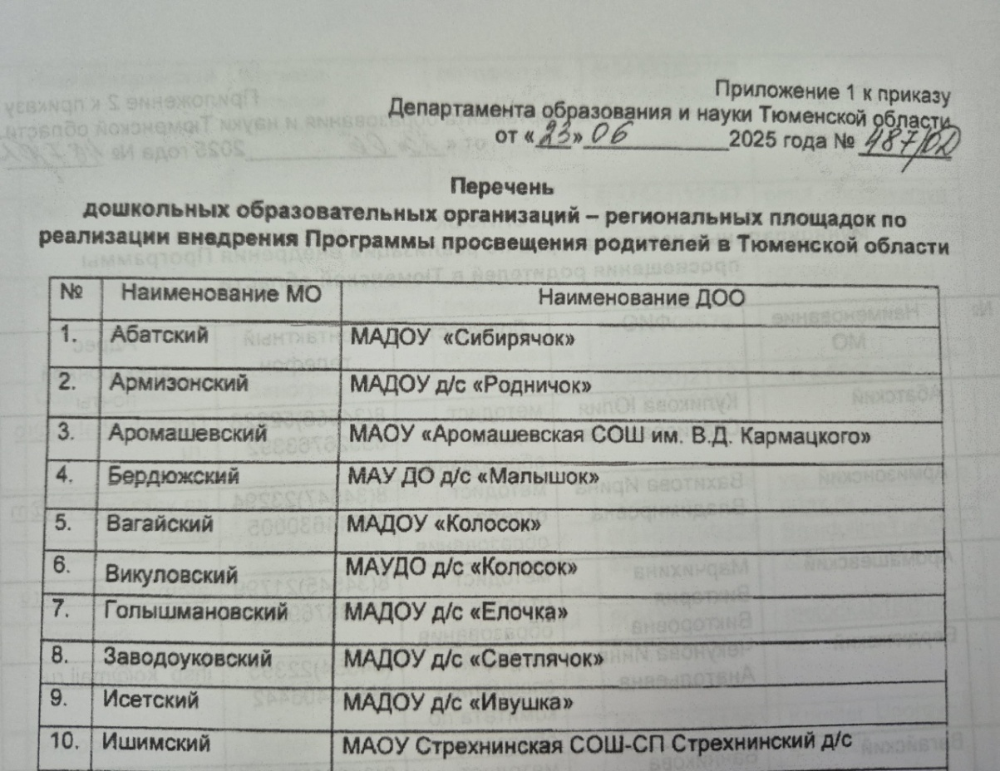 Приложение 1 к приказу
Департамента образования и науки Тюменской области
от «23» 06 2025 года № 487/ОД
Перечень
дошкольных образовательных организаций – региональных площадок по
реализации внедрения Программы просвещения родителей в Тюменской области
№ Наименование МО Наименование ДОО
1. Абатский МАДОУ «Сибирячок»
2. Армизонский МАДОУ д/с «Родничок»
3. Аромашевский МАОУ «Аромашевская СОШ им. В.Д. Кармацкого»
4. Бердюжский МАУ ДО д/с «Малышок»
5. Вагайский МАДОУ «Колосок»
6. Викуловский МАУДО д/с «Колосок»
7. Голышмановский МАДОУ д/с «Елочка»
8. Заводоуковский МАДОУ д/с «Светлячок»
9. Исетский МАДОУ «Ивушка»
10. Ишимский МАОУ Стрехнинская СОШ-СП Стрехнинский д/с